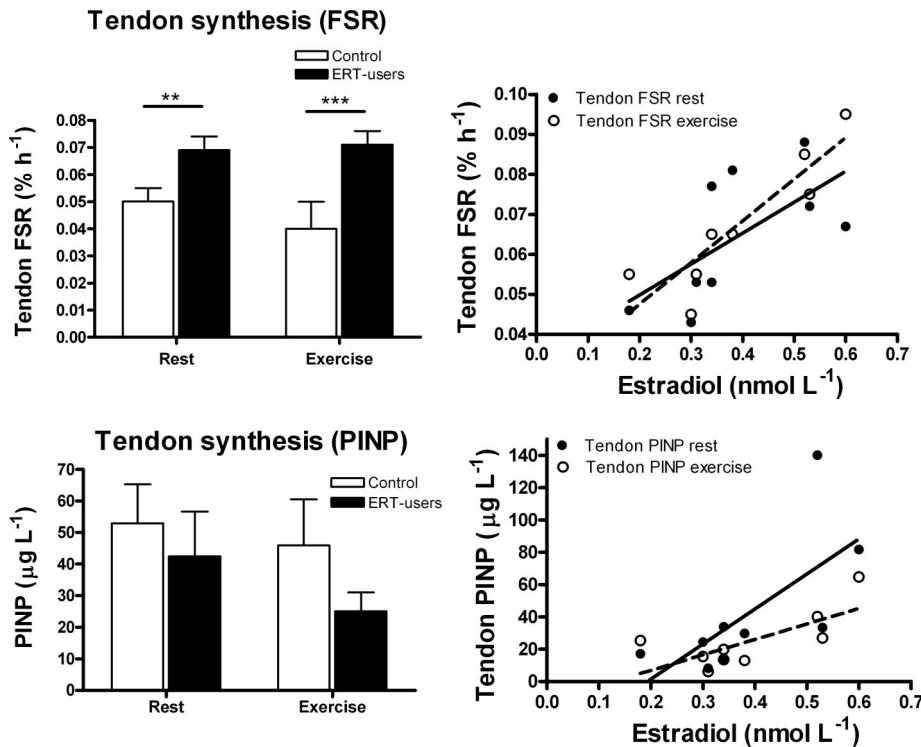 Tendon synthesis (FSR)
Control
ERT-users
**
***
0.08
0.07
0.06
0.05
0.04
0.03
0.02
0.01
0.00
Tendon FSR (% h⁻¹)
Rest
Exercise
Tendon FSR rest
Tendon FSR exercise
0.10
0.09
0.08
0.07
0.06
0.05
0.04
Tendon FSR (% h⁻¹)
0.0 0.1 0.2 0.3 0.4 0.5 0.6 0.7
Estradiol (nmol L⁻¹)
Tendon synthesis (PINP)
Control
ERT-users
70
60
50
40
30
20
10
0
PINP (µg L⁻¹)
Rest
Exercise
Tendon PINP rest
Tendon PINP exercise
140
120
100
80
60
40
20
0
Tendon PINP (µg L⁻¹)
0.0 0.1 0.2 0.3 0.4 0.5 0.6 0.7
Estradiol (nmol L⁻¹)